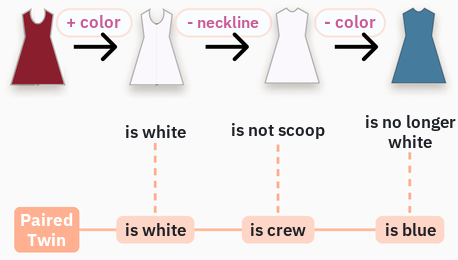 + color
- neckline
- color
is white
is not scoop
is no longer
white
Paired
Twin
is white
is crew
is blue